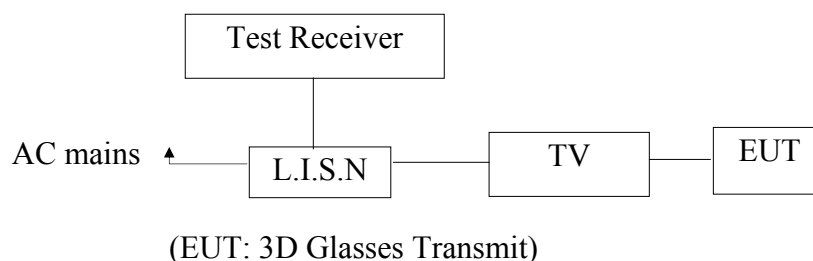 Test Receiver
AC mains
L.I.S.N
TV
EUT
(EUT: 3D Glasses Transmit)